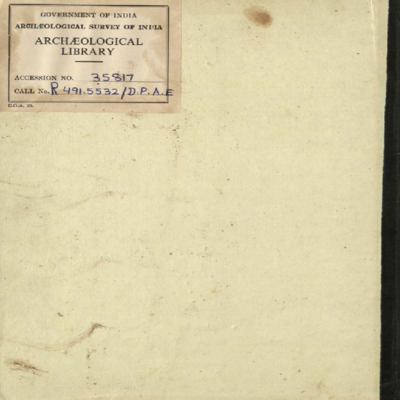 GOVERNMENT OF INDIA
ARCHÆOLOGICAL SURVEY OF INDIA
ARCHÆOLOGICAL
LIBRARY
ACCESSION NO. 35817
CALL No. R 491.5532/D.P.A.E